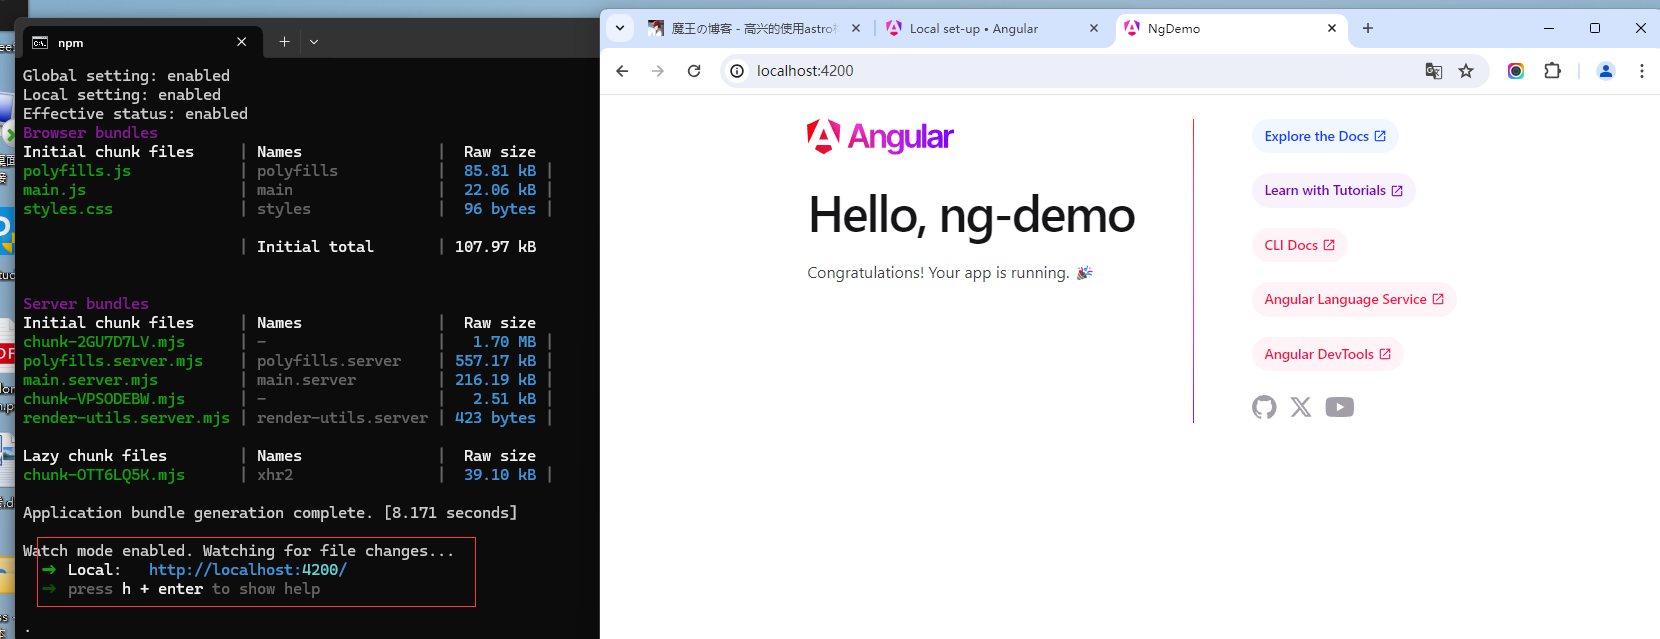 npm
Global setting: enabled
Local setting: enabled
Effective status: enabled
Browser bundles
Initial chunk files | Names | Raw size
polyfills.js | polyfills | 85.81 kB |
main.js | main | 22.06 kB |
styles.css | styles | 96 bytes |
| Initial total | 107.97 kB
Server bundles
Initial chunk files | Names | Raw size
chunk-2GU7D7LV.mjs | - | 1.70 MB |
polyfills.server.mjs | polyfills.server | 557.17 kB |
main.server.mjs | main.server | 216.19 kB |
chunk-VPSODEBW.mjs | - | 2.51 kB |
render-utils.server.mjs | render-utils.server | 423 bytes |
Lazy chunk files | Names | Raw size
chunk-OTT6LQ5K.mjs | xhr2 | 39.10 kB |
Application bundle generation complete. [8.171 seconds]
Watch mode enabled. Watching for file changes...
➜ Local: http://localhost:4200/
➜ press h + enter to show help
.
魔王の博客 - 高兴的使用astro
Local set-up • Angular
NgDemo
localhost:4200
Angular
Hello, ng-demo
Congratulations! Your app is running. 🎉
Explore the Docs
Learn with Tutorials
CLI Docs
Angular Language Service
Angular DevTools